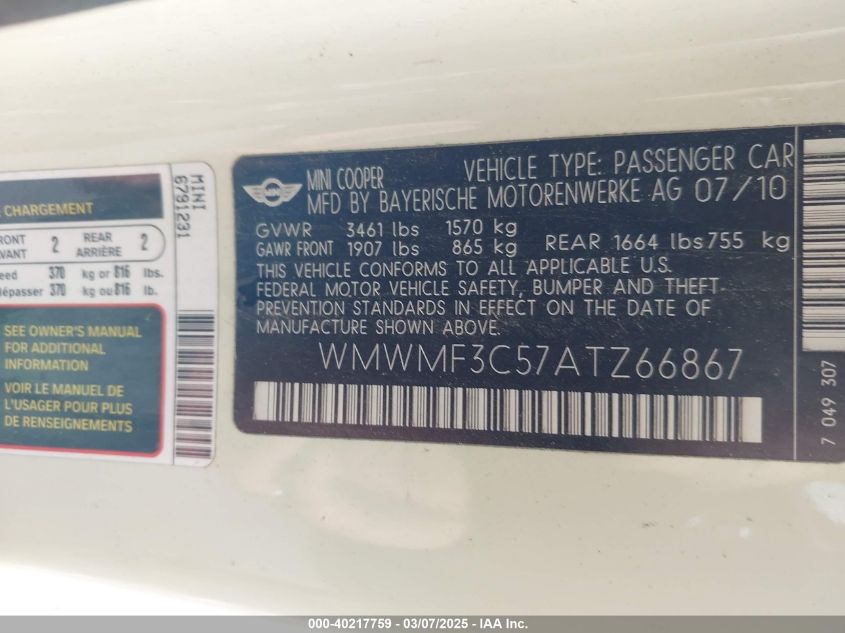 CHARGEMENT
FRONT 2 REAR 2
AVANT ARRIÈRE
370 kg or 816 lbs.
dépasser 370 kg ou 816 lb.
SEE OWNER'S MANUAL
FOR ADDITIONAL
INFORMATION
VOIR LE MANUEL DE
L'USAGER POUR PLUS
DE RENSEIGNEMENTS
MINI
6791231
MINI
MINI COOPER VEHICLE TYPE: PASSENGER CAR
MFD BY BAYERISCHE MOTORENWERKE AG 07/10
GVWR 3461 lbs 1570 kg
GAWR FRONT 1907 lbs 865 kg REAR 1664 lbs 755 kg
THIS VEHICLE CONFORMS TO ALL APPLICABLE U.S.
FEDERAL MOTOR VEHICLE SAFETY, BUMPER AND THEFT
PREVENTION STANDARDS IN EFFECT ON THE DATE OF
MANUFACTURE SHOWN ABOVE.
WMWMF3C57ATZ66867
7 049 307
000-40217759 - 03/07/2025 - IAA Inc.